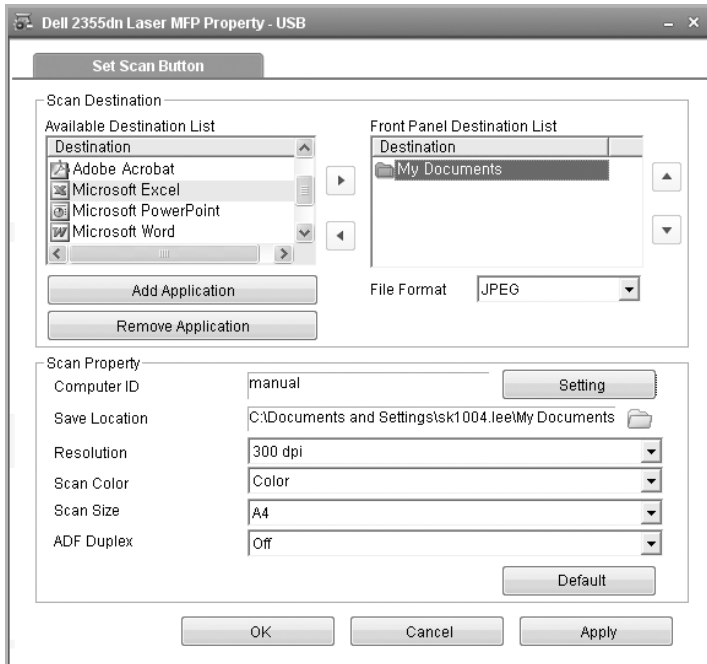 Dell 2355dn Laser MFP Property - USB
Set Scan Button
Scan Destination
Available Destination List
Destination
Adobe Acrobat
Microsoft Excel
Microsoft PowerPoint
Microsoft Word
Add Application
Remove Application
Front Panel Destination List
Destination
My Documents
File Format JPEG
Scan Property
Computer ID manual Setting
Save Location C:\Documents and Settings\sk1004.lee\My Documents
Resolution 300 dpi
Scan Color Color
Scan Size A4
ADF Duplex Off
Default
OK Cancel Apply